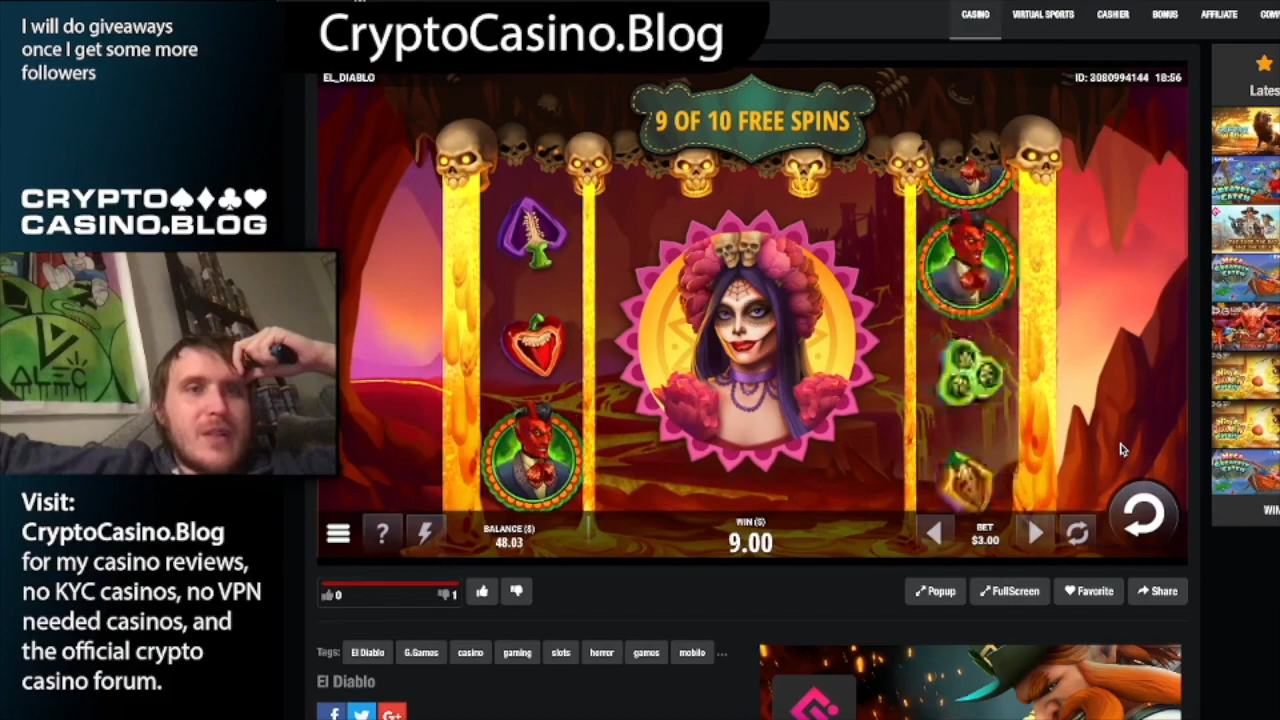 I will do giveaways
once I get some more
followers
CryptoCasino.Blog
CASINO VIRTUAL SPORTS CASHIER BONUS AFFILIATE
EL_DIABLO
ID: 3080994144 18:56
9 OF 10 FREE SPINS
CRYPTO
CASINO.BLOG
Visit:
CryptoCasino.Blog
for my casino reviews,
no KYC casinos, no VPN
needed casinos, and
the official crypto
casino forum.
?
BALANCE ($)
48.03
WIN ($)
9.00
BET
$3.00
0
1
Popup FullScreen Favorite Share
Tags: El Diablo G.Games casino gaming slots horror games mobile ...
El Diablo
f G+
Lates
WIN